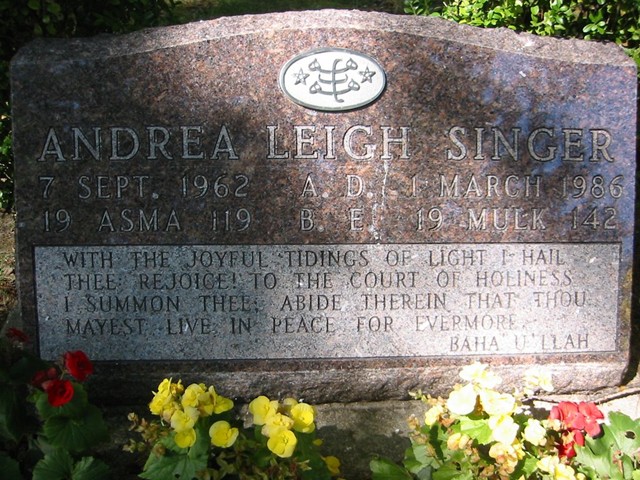 ANDREA LEIGH SINGER
7 SEPT. 1962 A. D. 1 MARCH 1986
19 ASMA 119 B. E. 19 MULK 142
WITH THE JOYFUL TIDINGS OF LIGHT I HAIL
THEE: REJOICE! TO THE COURT OF HOLINESS
I SUMMON THEE; ABIDE THEREIN THAT THOU
MAYEST LIVE IN PEACE FOR EVERMORE.
BAHA'U'LLAH